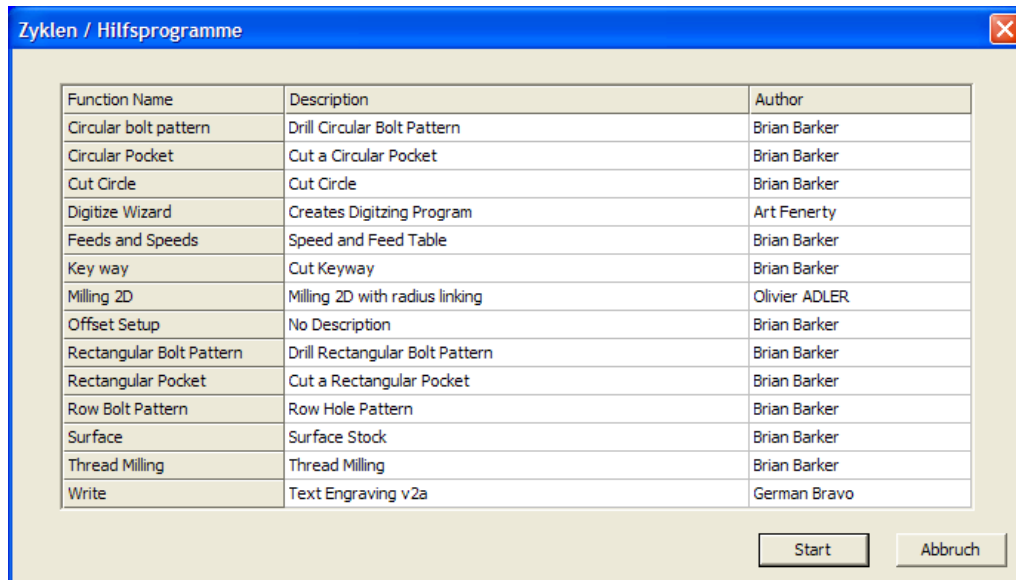 Zyklen / Hilfsprogramme
Function Name Description Author
Circular bolt pattern Drill Circular Bolt Pattern Brian Barker
Circular Pocket Cut a Circular Pocket Brian Barker
Cut Circle Cut Circle Brian Barker
Digitize Wizard Creates Digitzing Program Art Fenerty
Feeds and Speeds Speed and Feed Table Brian Barker
Key way Cut Keyway Brian Barker
Milling 2D Milling 2D with radius linking Olivier ADLER
Offset Setup No Description Brian Barker
Rectangular Bolt Pattern Drill Rectangular Bolt Pattern Brian Barker
Rectangular Pocket Cut a Rectangular Pocket Brian Barker
Row Bolt Pattern Row Hole Pattern Brian Barker
Surface Surface Stock Brian Barker
Thread Milling Thread Milling Brian Barker
Write Text Engraving v2a German Bravo
Start Abbruch